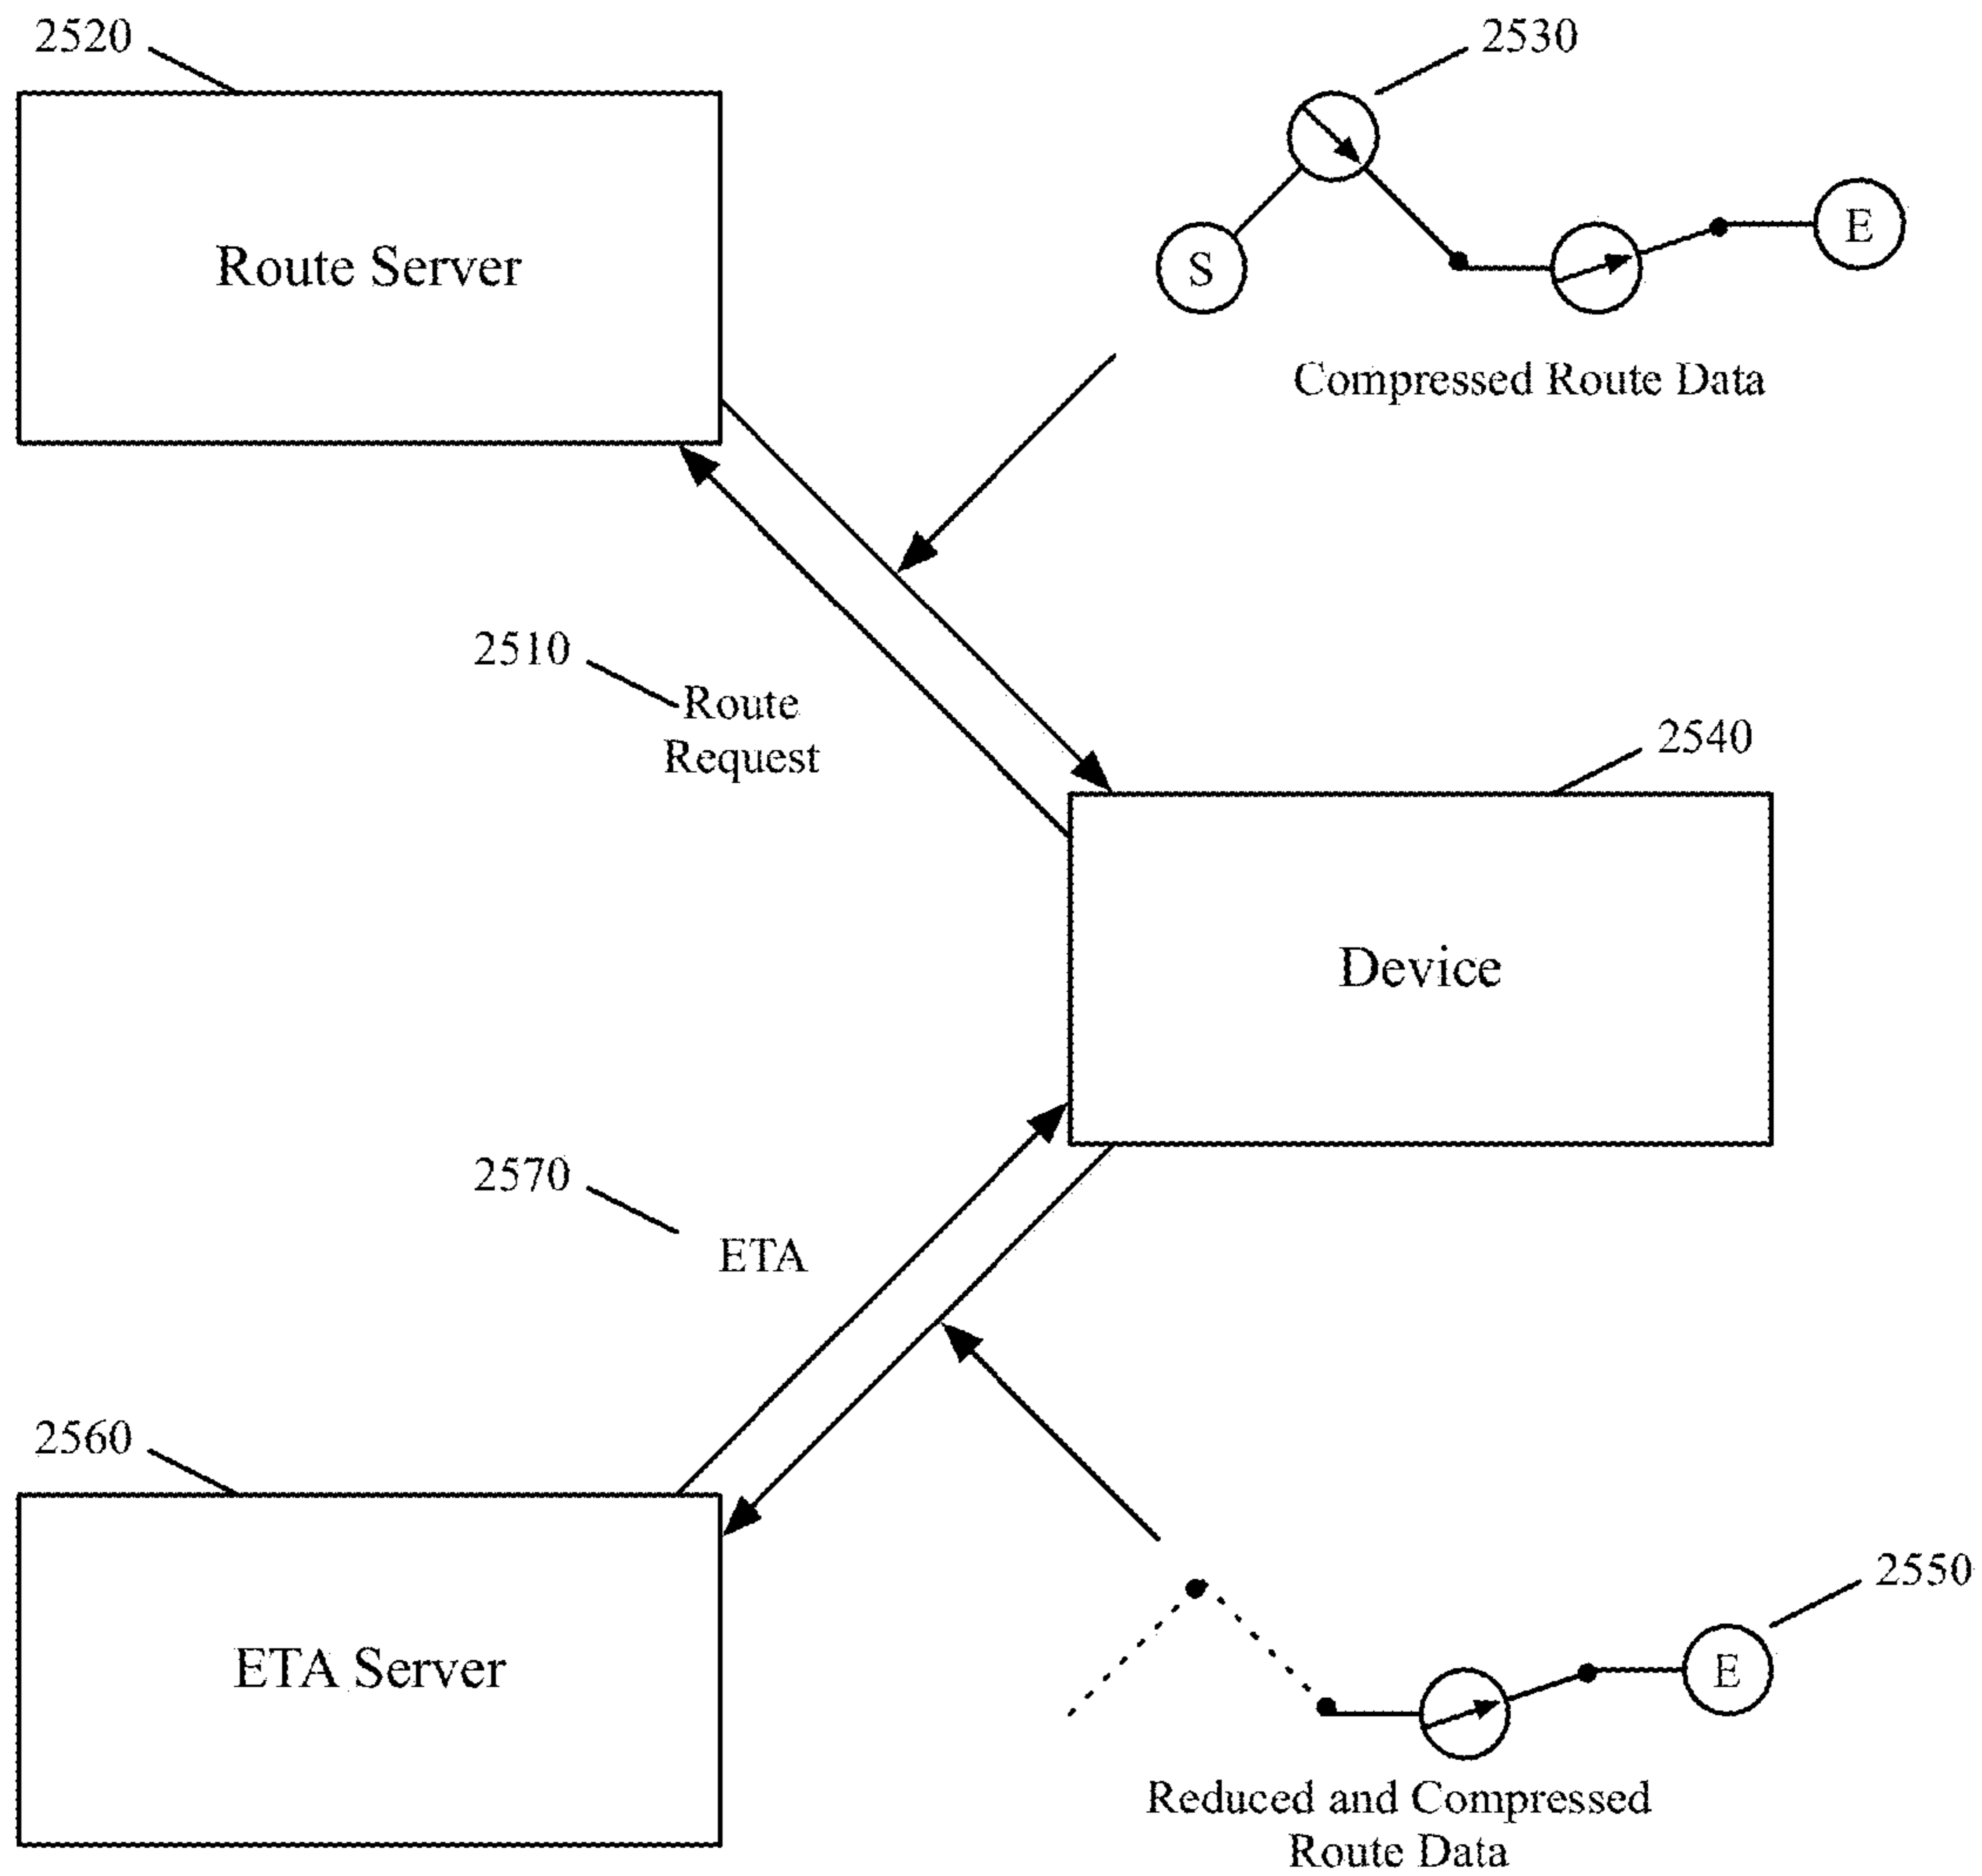 2520
2530
Route Server
S
E
Compressed Route Data
2510
Route
Request
2540
Device
2570
ETA
2560
ETA Server
2550
E
Reduced and Compressed
Route Data